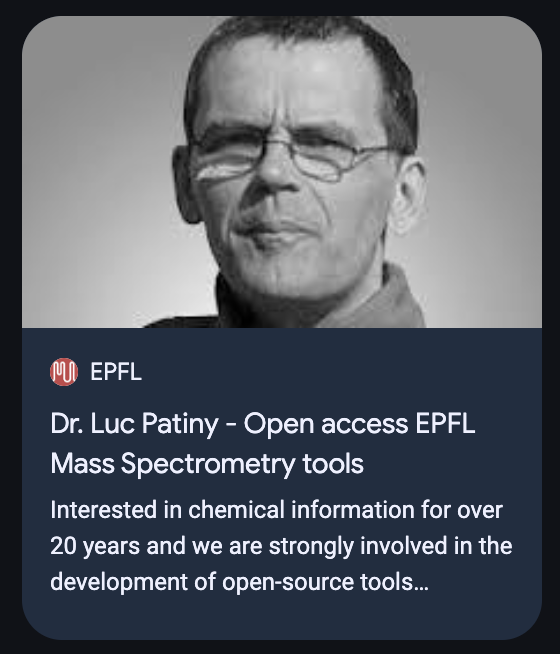 EPFL
Dr. Luc Patiny - Open access EPFL
Mass Spectrometry tools
Interested in chemical information for over
20 years and we are strongly involved in the
development of open-source tools...